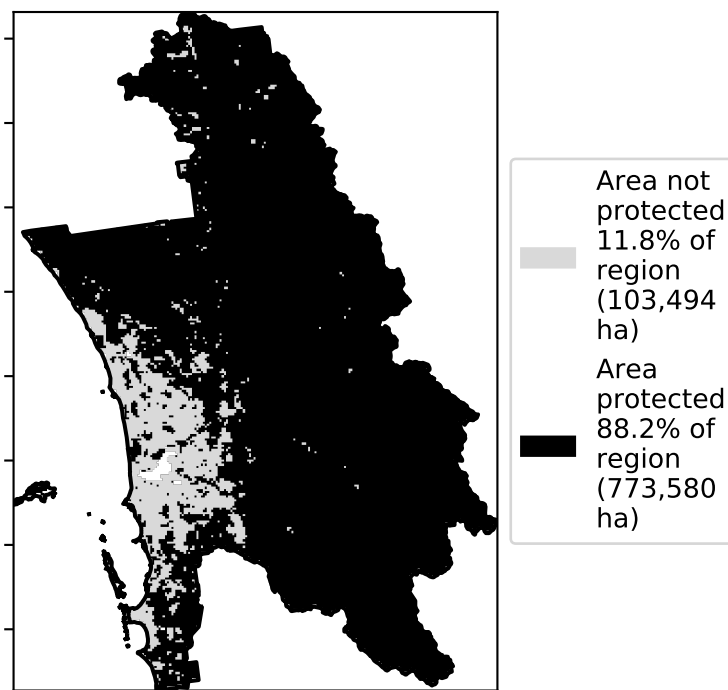 Area not
protected
11.8% of
region
(103,494
ha)
Area
protected
88.2% of
region
(773,580
ha)